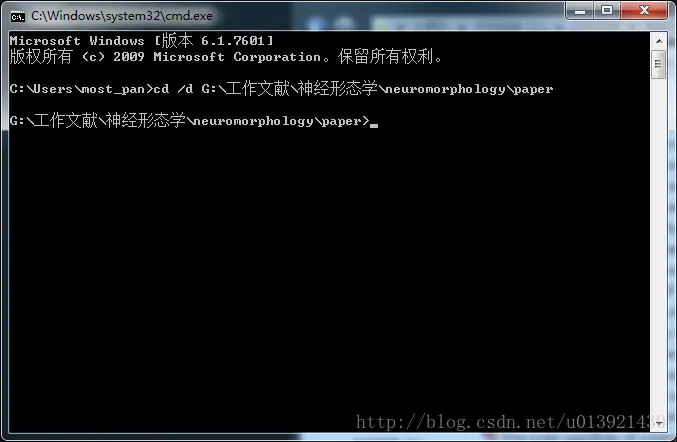 C:\Windows\system32\cmd.exe
Microsoft Windows [版本 6.1.7601]
版权所有 (c) 2009 Microsoft Corporation。保留所有权利。
C:\Users\most_pan>cd /d G:\工作文献\神经形态学\neuromorphology\paper
G:\工作文献\神经形态学\neuromorphology\paper>
http://blog.csdn.net/u013921430